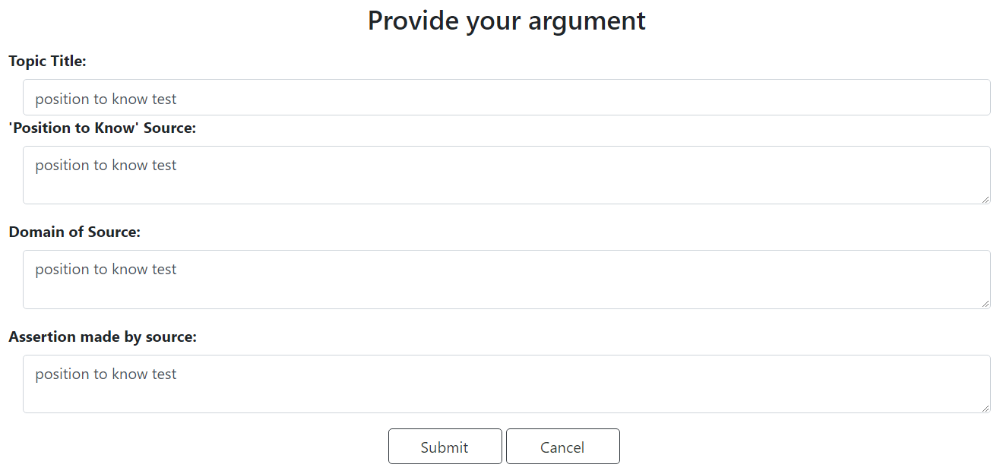 Provide your argument
Topic Title:
position to know test
'Position to Know' Source:
position to know test
Domain of Source:
position to know test
Assertion made by source:
position to know test
Submit Cancel